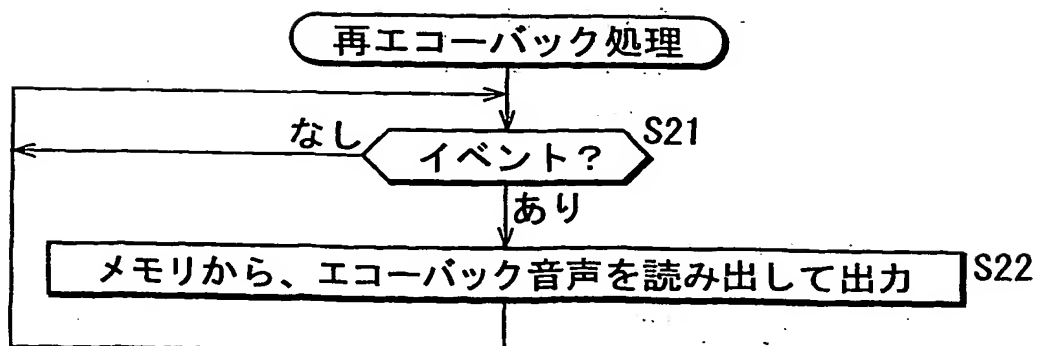 再エコーバック処理
なし
S21
イベント?
あり
メモリから、エコーバック音声を読み出して出力
S22